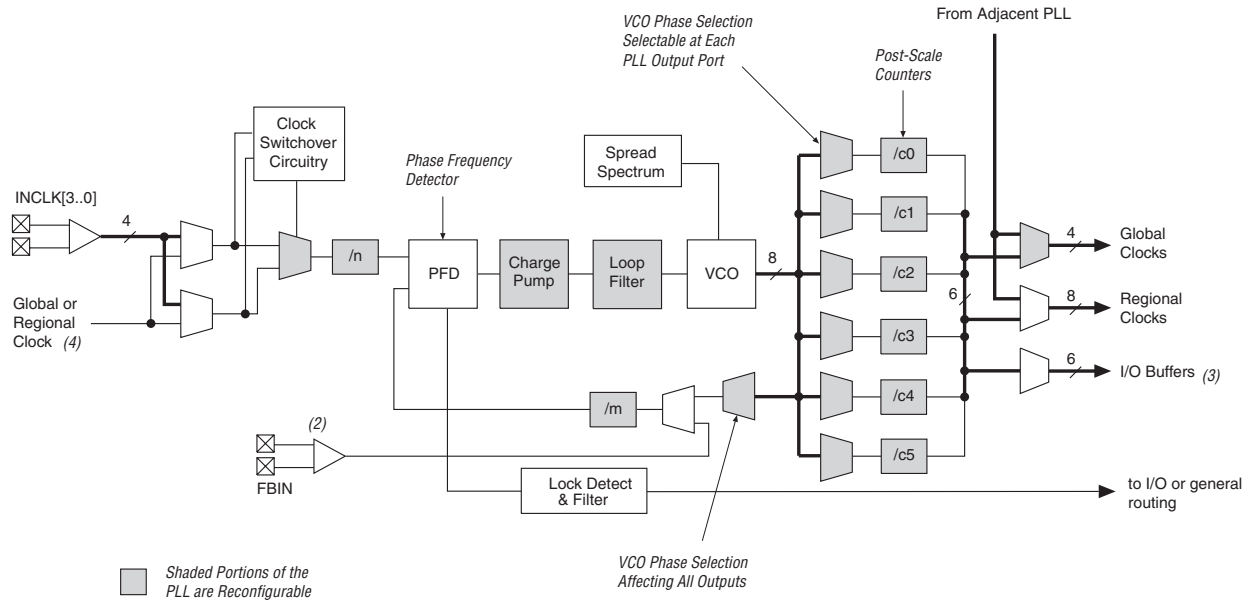 From Adjacent PLL
VCO Phase Selection
Selectable at Each
PLL Output Port
Post-Scale
Counters
Clock
Switchover
Circuitry
Phase Frequency
Detector
Spread
Spectrum
/c0
INCLK[3..0]
4
/c1
4
Global
Clocks
/n
PFD
Charge
Pump
Loop
Filter
VCO
8
/c2
6
8
Regional
Clocks
Global or
Regional
Clock (4)
/c3
6
I/O Buffers (3)
/m
/c4
(2)
FBIN
/c5
Lock Detect
& Filter
to I/O or general
routing
VCO Phase Selection
Affecting All Outputs
Shaded Portions of the
PLL are Reconfigurable